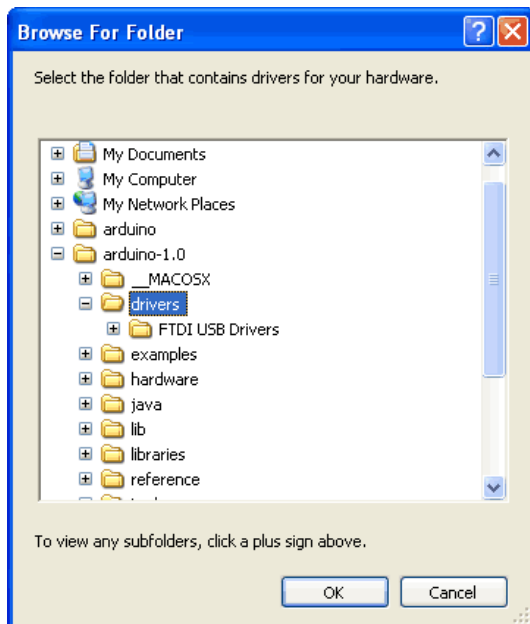 Browse For Folder
Select the folder that contains drivers for your hardware.
My Documents
My Computer
My Network Places
arduino
arduino-1.0
__MACOSX
drivers
FTDI USB Drivers
examples
hardware
java
lib
libraries
reference
To view any subfolders, click a plus sign above.
OK
Cancel